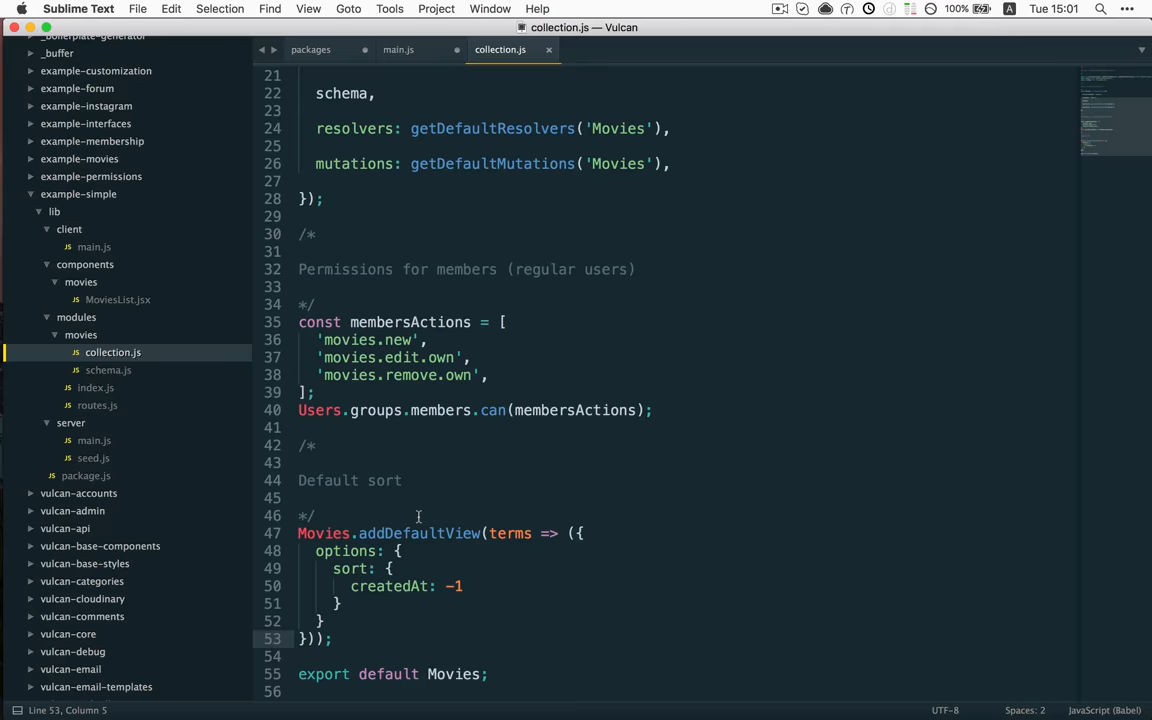 Sublime Text File Edit Selection Find View Goto Tools Project Window Help 100% A Tue 15:01
collection.js — Vulcan
packages main.js collection.js ×
_boilerplate-generator
_buffer
example-customization
example-forum
example-instagram
example-interfaces
example-membership
example-movies
example-permissions
example-simple
lib
client
JS main.js
components
movies
JS MoviesList.jsx
modules
movies
JS collection.js
JS schema.js
JS index.js
JS routes.js
server
JS main.js
JS seed.js
JS package.js
vulcan-accounts
vulcan-admin
vulcan-api
vulcan-base-components
vulcan-base-styles
vulcan-categories
vulcan-cloudinary
vulcan-comments
vulcan-core
vulcan-debug
vulcan-email
vulcan-email-templates
21
22 schema,
23
24 resolvers: getDefaultResolvers('Movies'),
25
26 mutations: getDefaultMutations('Movies'),
27
28 });
29
30 /*
31
32 Permissions for members (regular users)
33
34 */
35 const membersActions = [
36 'movies.new',
37 'movies.edit.own',
38 'movies.remove.own',
39 ];
40 Users.groups.members.can(membersActions);
41
42 /*
43
44 Default sort
45
46 */
47 Movies.addDefaultView(terms => ({
48 options: {
49 sort: {
50 createdAt: -1
51 }
52 }
53 }));
54
55 export default Movies;
56
Line 53, Column 5 UTF-8 Spaces: 2 JavaScript (Babel)